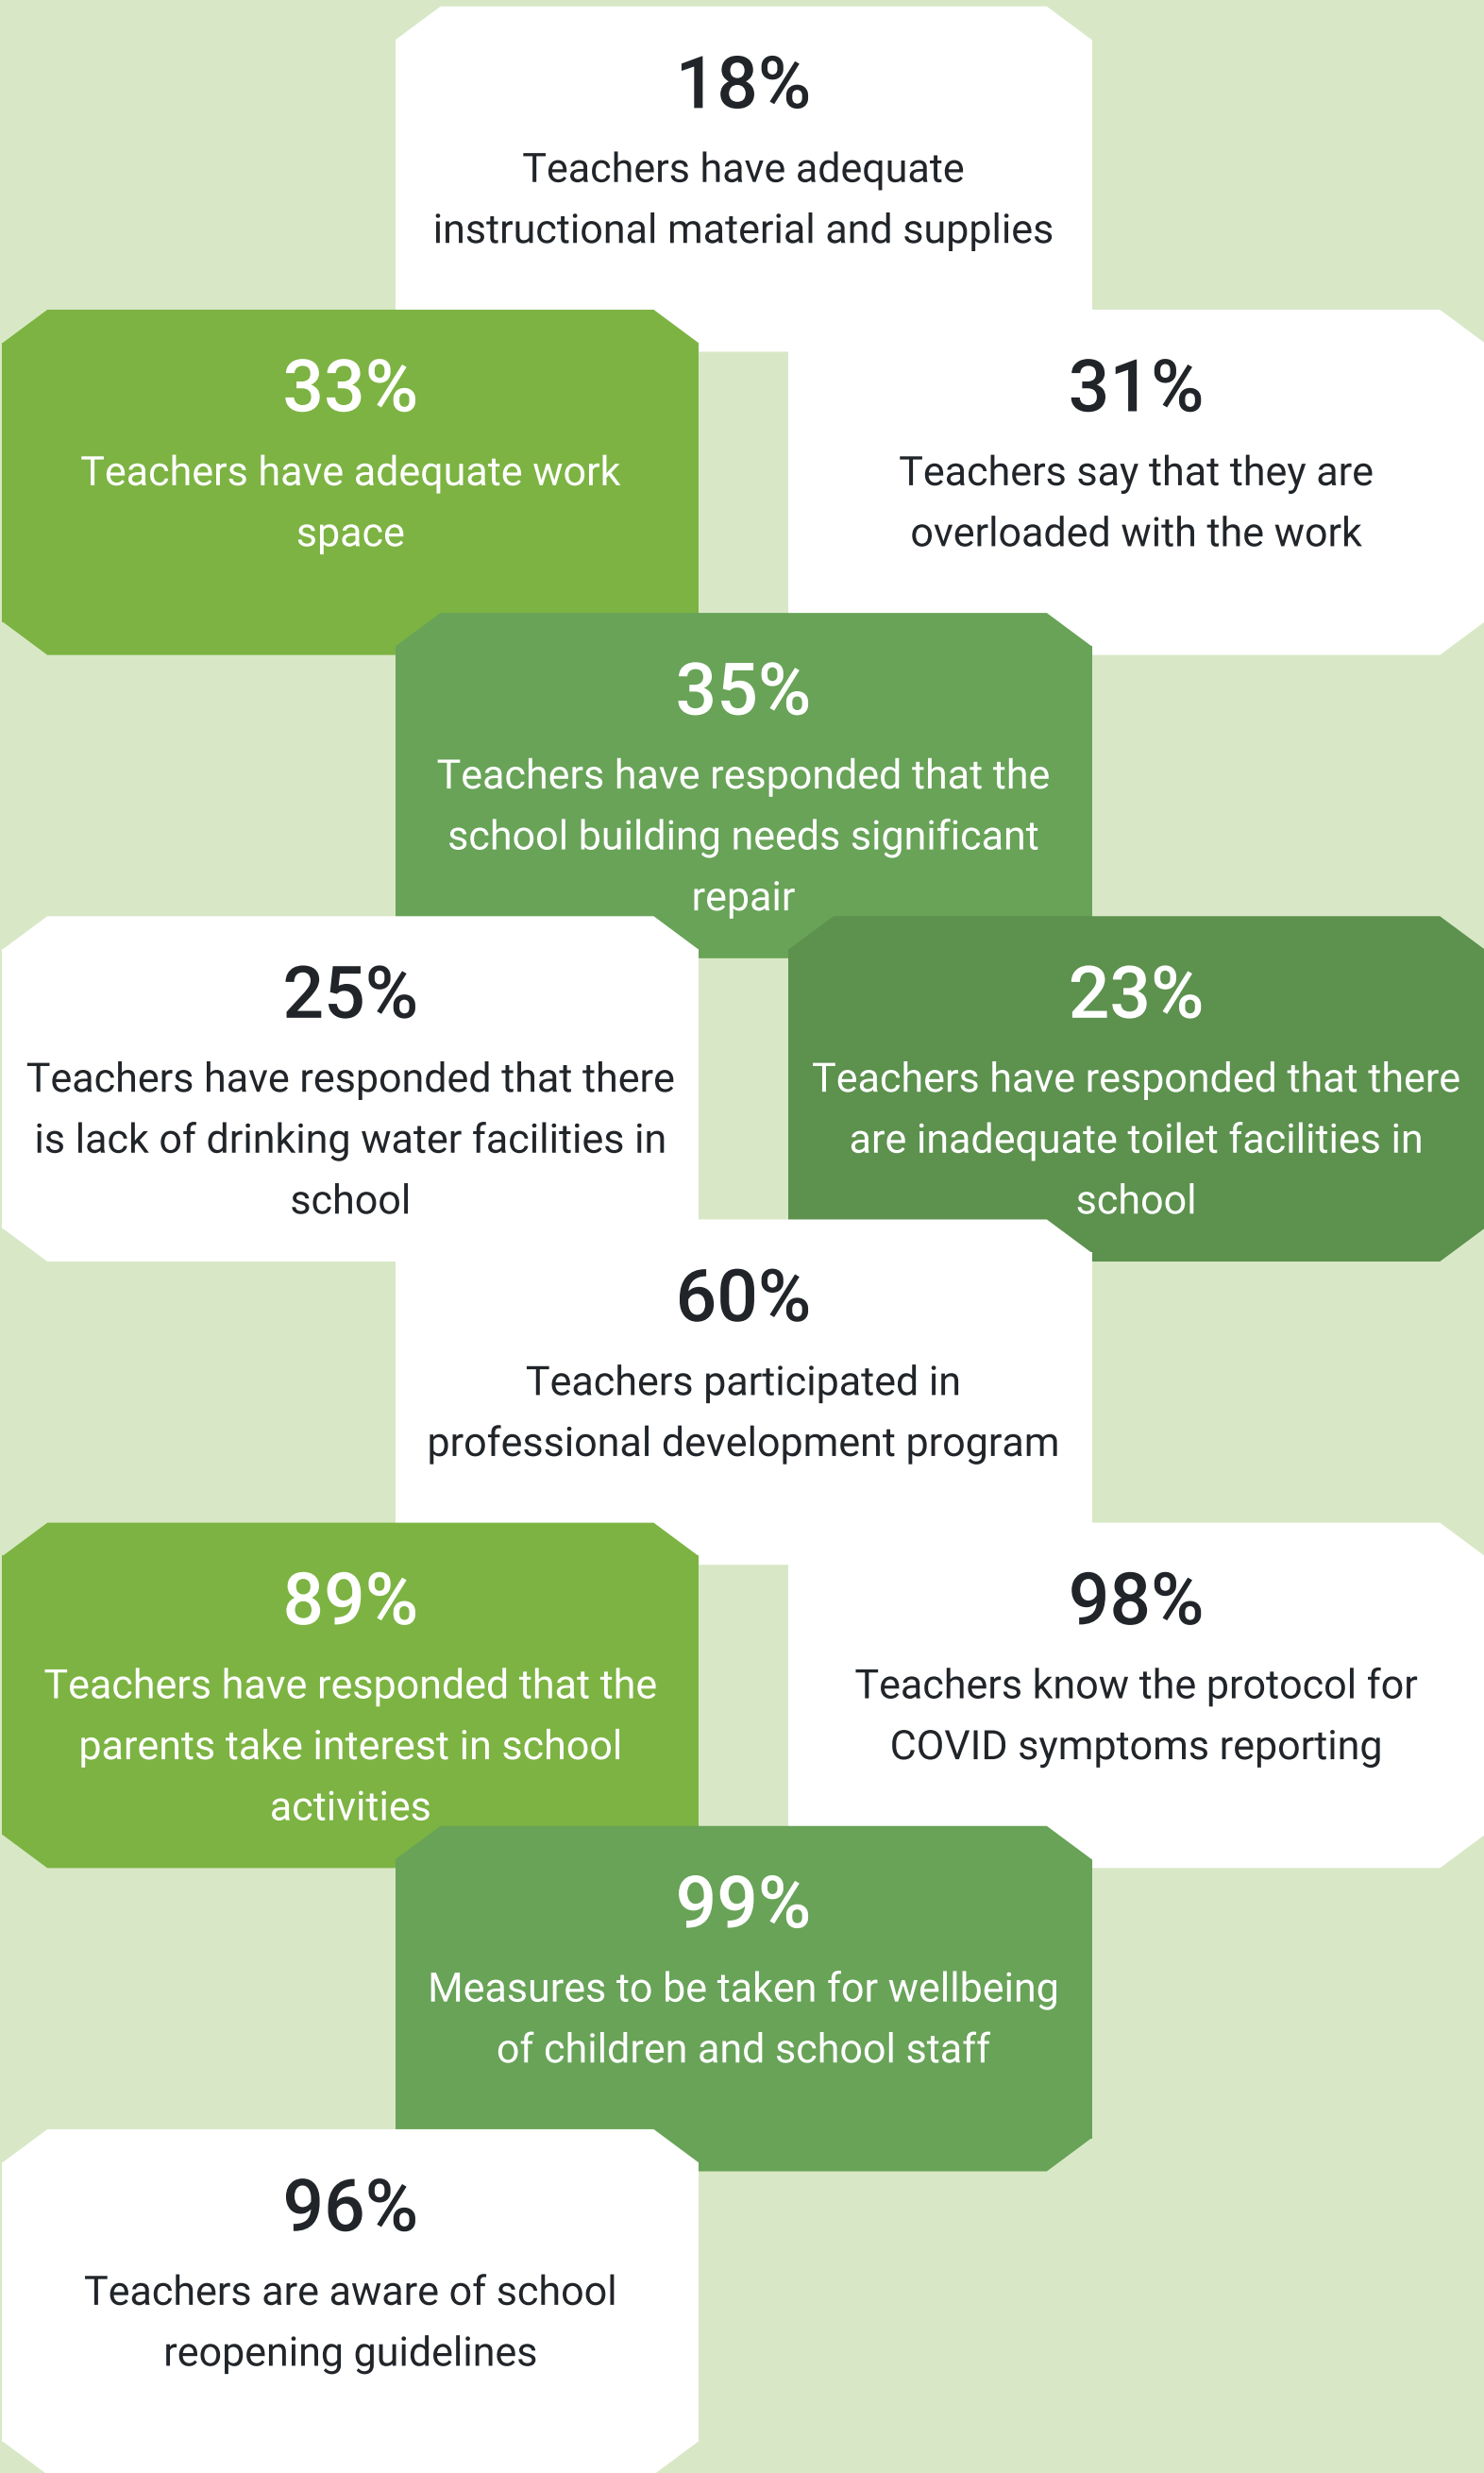 18%
Teachers have adequate
instructional material and supplies
33%
Teachers have adequate work
space
31%
Teachers say that they are
overloaded with the work
35%
Teachers have responded that the
school building needs significant
repair
25%
Teachers have responded that there
is lack of drinking water facilities in
school
23%
Teachers have responded that there
are inadequate toilet facilities in
school
60%
Teachers participated in
professional development program
89%
Teachers have responded that the
parents take interest in school
activities
98%
Teachers know the protocol for
COVID symptoms reporting
99%
Measures to be taken for wellbeing
of children and school staff
96%
Teachers are aware of school
reopening guidelines